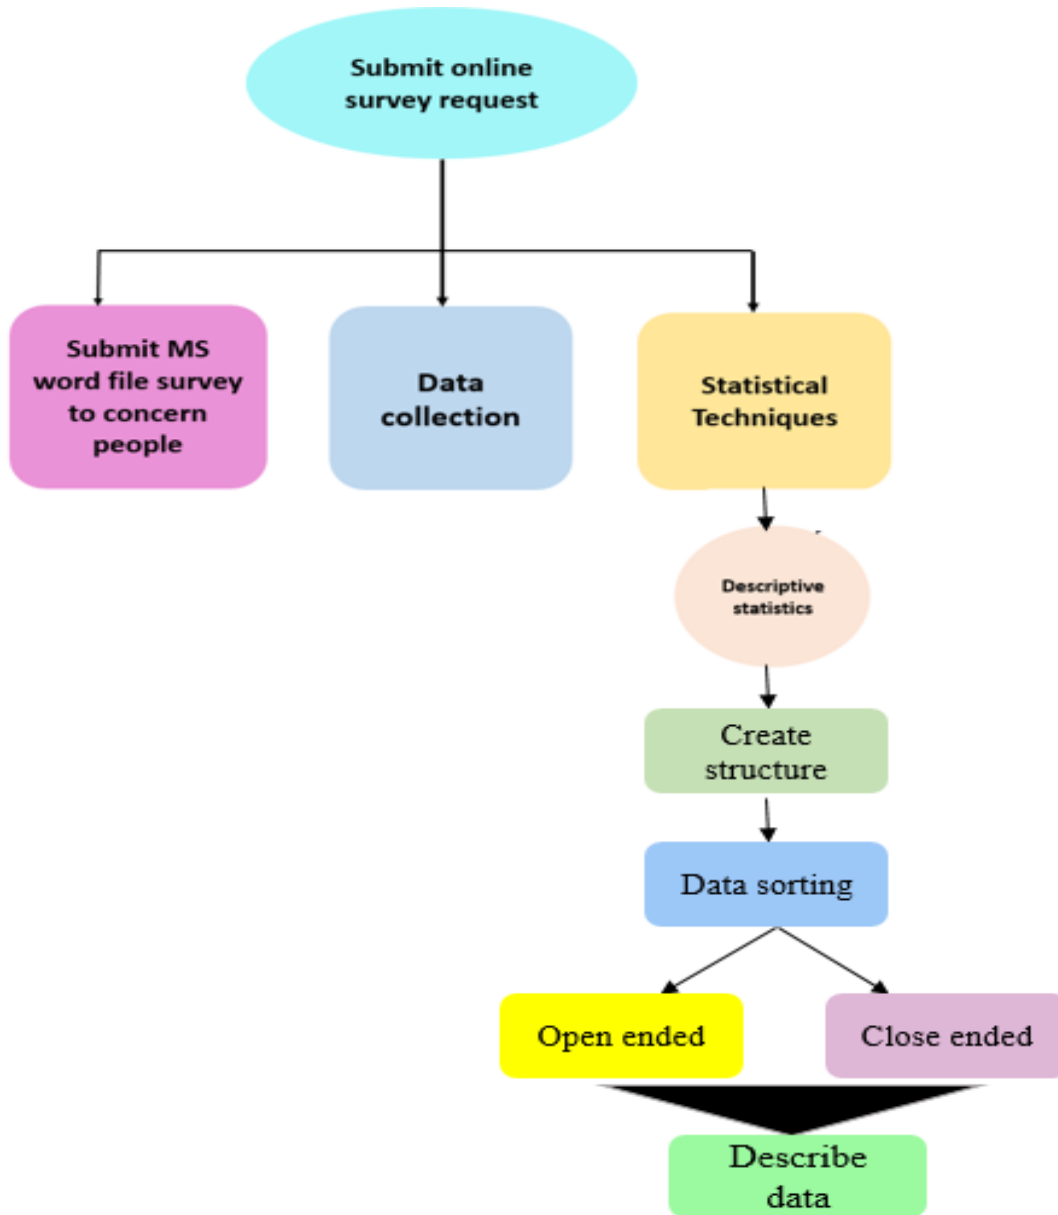 Submit online
survey request
Submit MS
word file survey
to concern
people
Data
collection
Statistical
Techniques
Descriptive
statistics
Create
structure
Data sorting
Open ended
Close ended
Describe
data